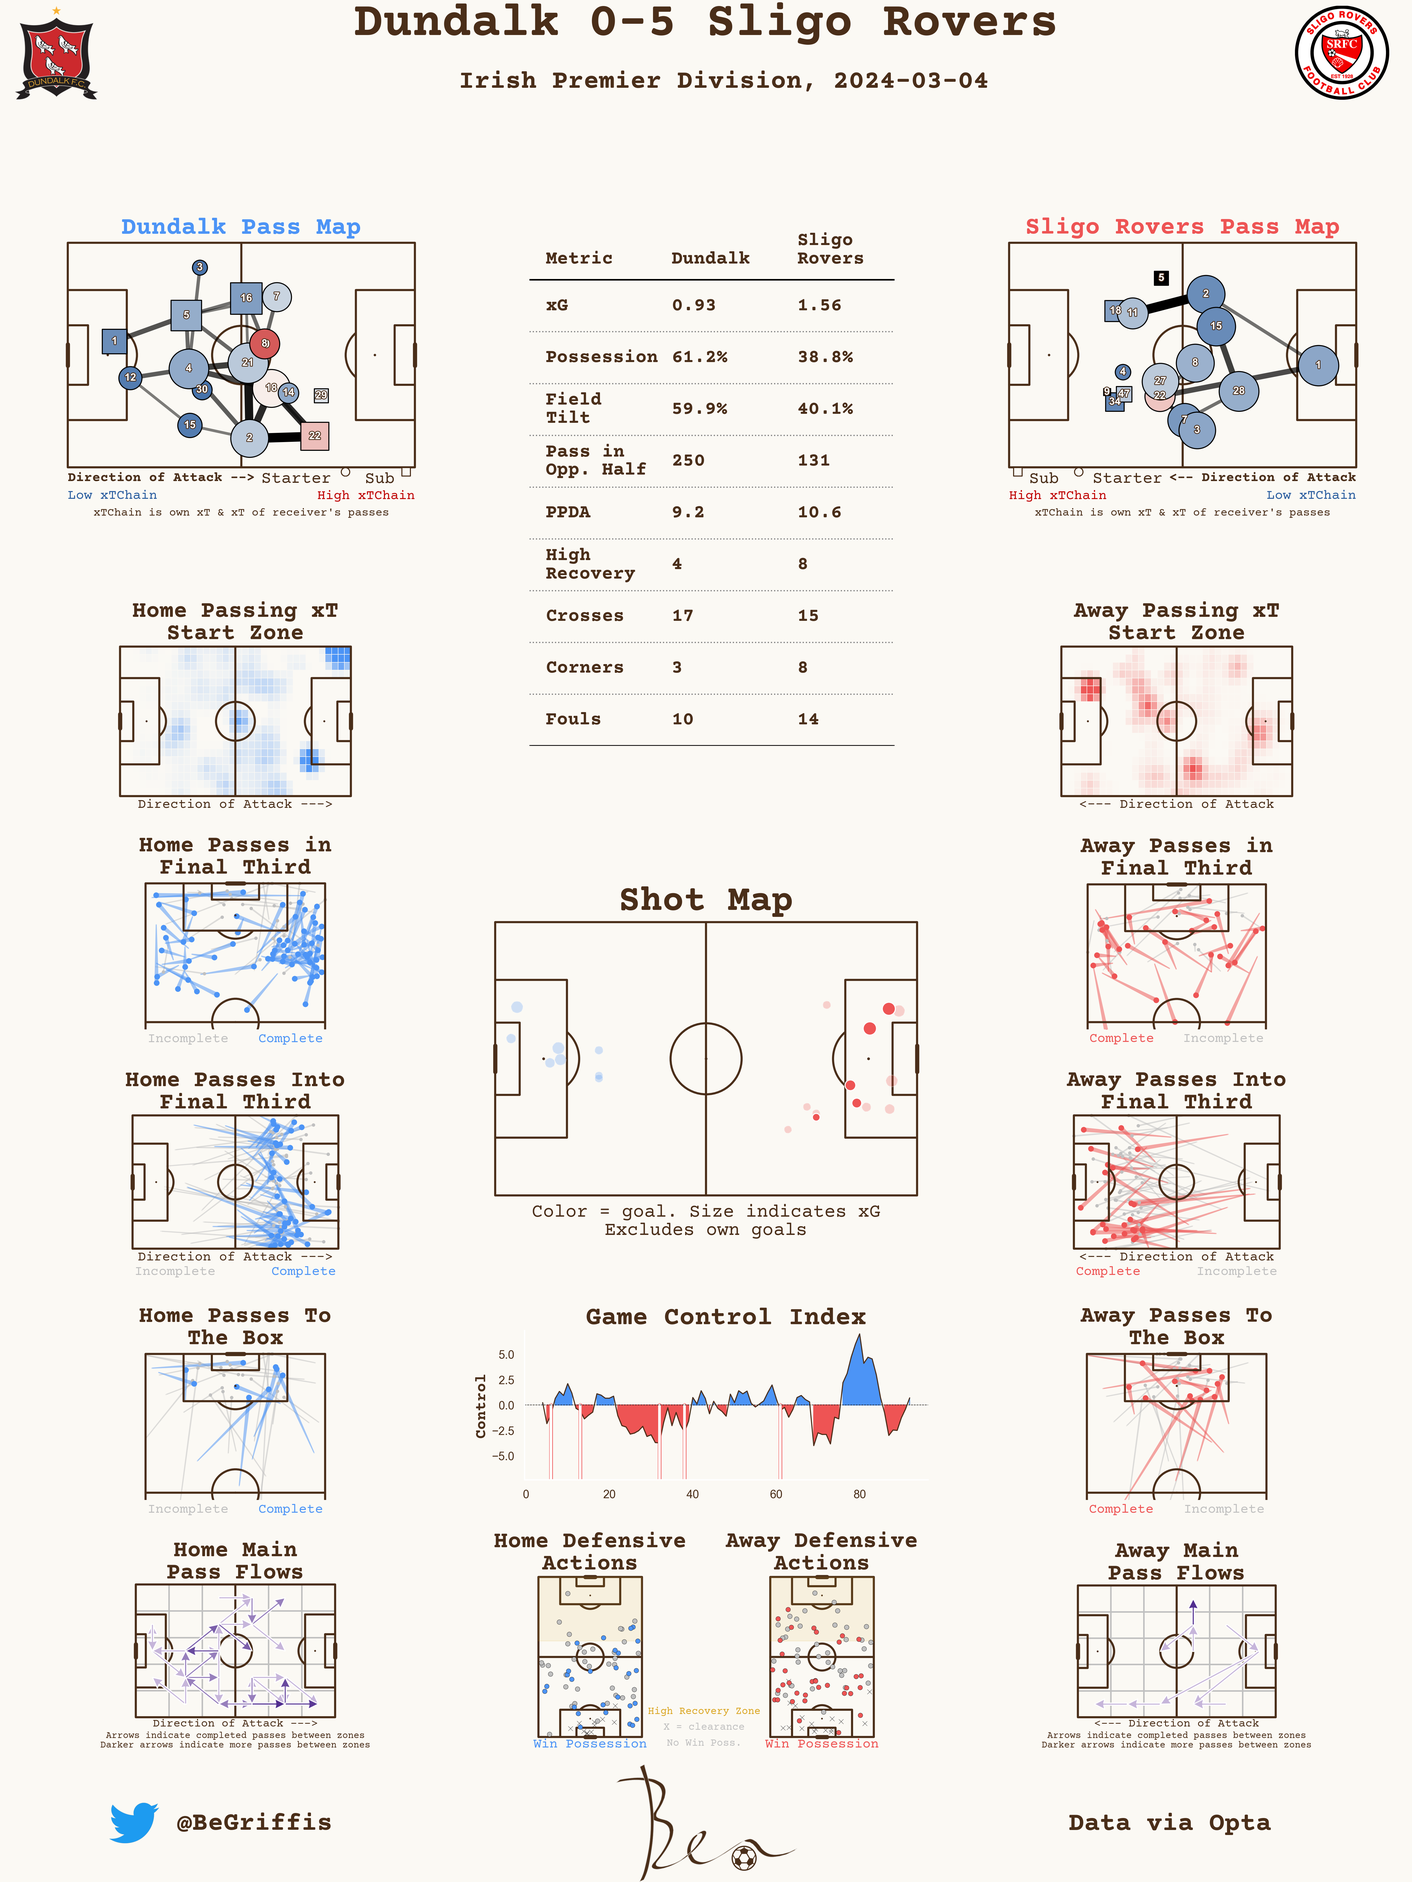 Dundalk 0-5 Sligo Rovers
Irish Premier Division, 2024-03-04
DUNDALK F.C.
SLIGO ROVERS
SRFC
EST 1928
FOOTBALL CLUB
Dundalk Pass Map
3
16
7
5
1
8
21
4
12
30
18
14
29
15
2
22
Direction of Attack --> Starter Sub
Low xTChain High xTChain
xTChain is own xT & xT of receiver's passes
Metric Dundalk Sligo Rovers
xG 0.93 1.56
Possession 61.2% 38.8%
Field Tilt 59.9% 40.1%
Pass in Opp. Half 250 131
PPDA 9.2 10.6
High Recovery 4 8
Crosses 17 15
Corners 3 8
Fouls 10 14
Sligo Rovers Pass Map
5
2
18
11
15
8
1
4
27
9
47
34
22
28
7
3
Sub Starter <-- Direction of Attack
High xTChain Low xTChain
xTChain is own xT & xT of receiver's passes
Home Passing xT
Start Zone
Direction of Attack --->
Away Passing xT
Start Zone
<--- Direction of Attack
Home Passes in
Final Third
Incomplete Complete
Away Passes in
Final Third
Complete Incomplete
Shot Map
Color = goal. Size indicates xG
Excludes own goals
Home Passes Into
Final Third
Direction of Attack --->
Incomplete Complete
Away Passes Into
Final Third
<--- Direction of Attack
Complete Incomplete
Home Passes To
The Box
Incomplete Complete
Game Control Index
Control
5.0
2.5
0.0
−2.5
−5.0
0 20 40 60 80
Away Passes To
The Box
Complete Incomplete
Home Main
Pass Flows
Direction of Attack --->
Arrows indicate completed passes between zones
Darker arrows indicate more passes between zones
Home Defensive
Actions
Win Possession
High Recovery Zone
X = clearance
No Win Poss.
Away Defensive
Actions
Win Possession
Away Main
Pass Flows
<--- Direction of Attack
Arrows indicate completed passes between zones
Darker arrows indicate more passes between zones
@BeGriffis
Ben
Data via Opta